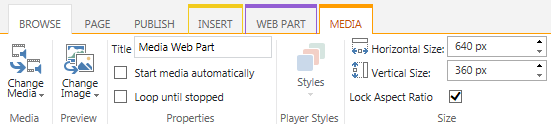 BROWSE PAGE PUBLISH INSERT WEB PART MEDIA
Change Media
Media
Change Image
Preview
Title Media Web Part
Start media automatically
Loop until stopped
Properties
Styles
Player Styles
Horizontal Size: 640 px
Vertical Size: 360 px
Lock Aspect Ratio
Size